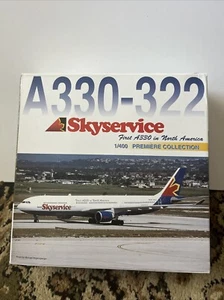 A330-322
Skyservice
First A330 in North America
1/400 PREMIERE COLLECTION
Skyservice